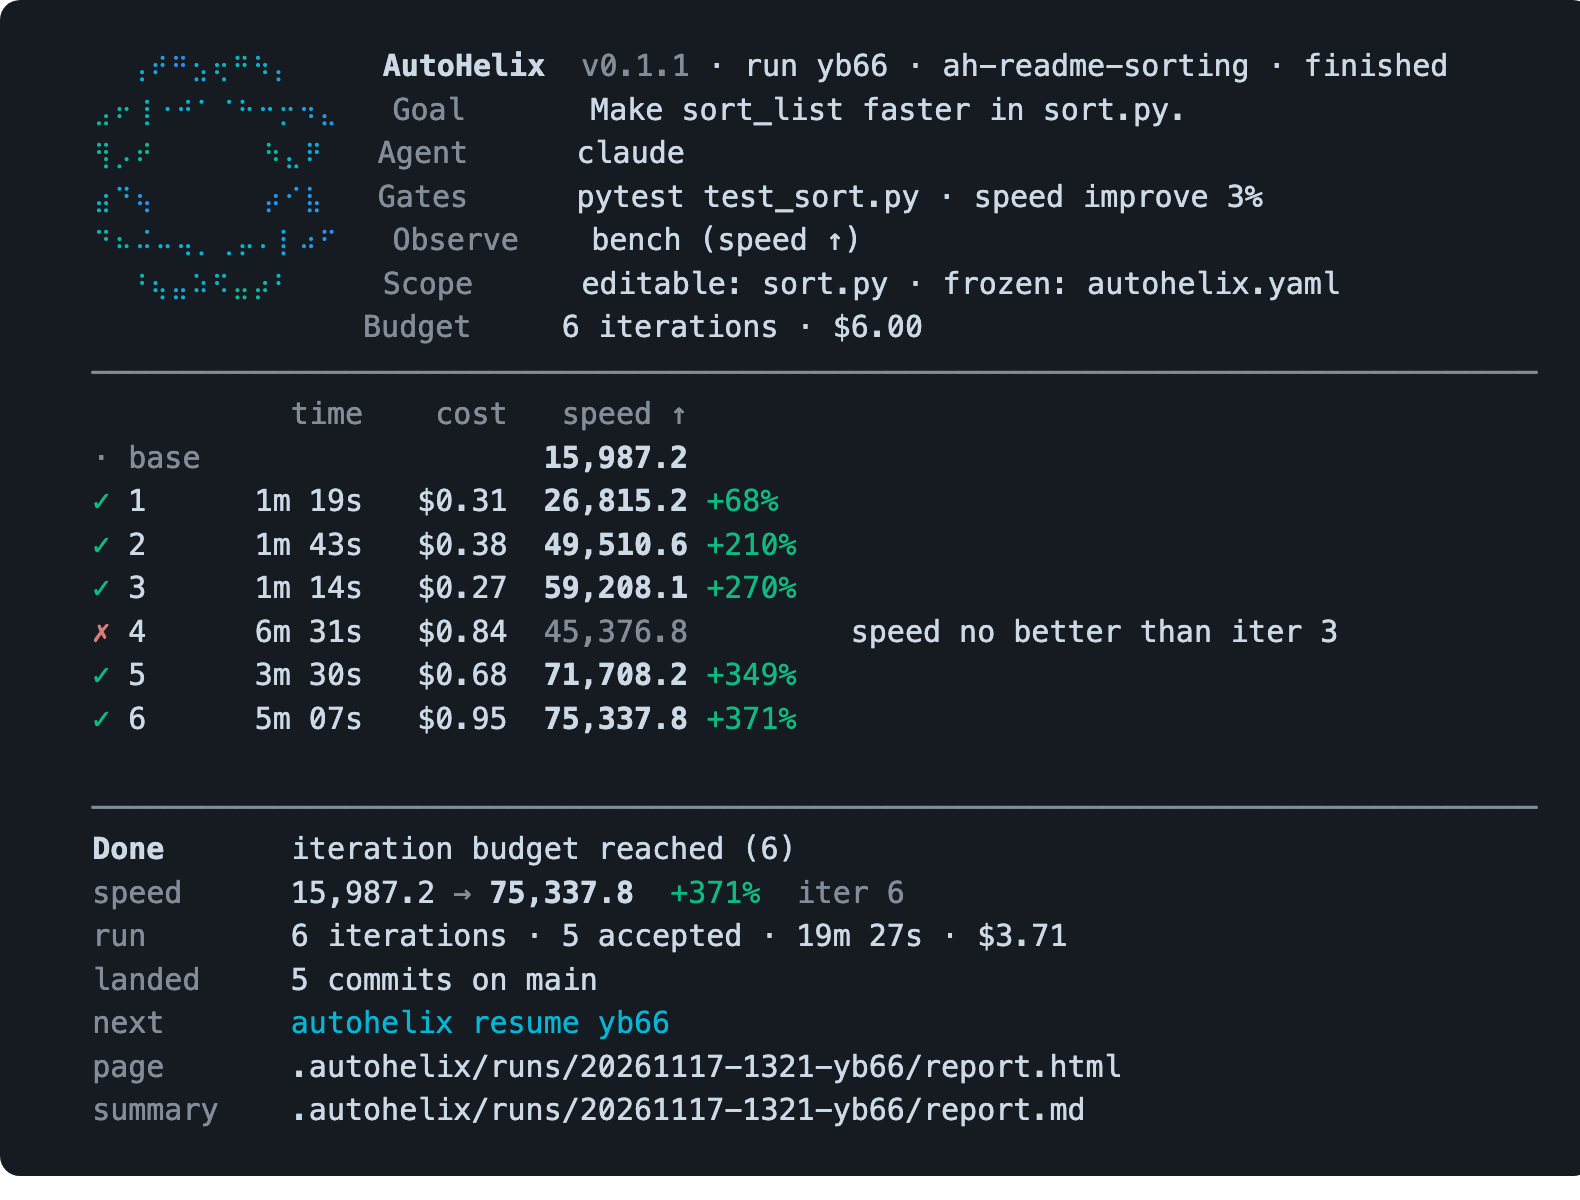 AutoHelix v0.1.1 · run yb66 · ah-readme-sorting · finished
Goal Make sort_list faster in sort.py.
Agent claude
Gates pytest test_sort.py · speed improve 3%
Observe bench (speed ↑)
Scope editable: sort.py · frozen: autohelix.yaml
Budget 6 iterations · $6.00
time cost speed ↑
· base 15,987.2
✓ 1 1m 19s $0.31 26,815.2 +68%
✓ 2 1m 43s $0.38 49,510.6 +210%
✓ 3 1m 14s $0.27 59,208.1 +270%
✗ 4 6m 31s $0.84 45,376.8 speed no better than iter 3
✓ 5 3m 30s $0.68 71,708.2 +349%
✓ 6 5m 07s $0.95 75,337.8 +371%
Done iteration budget reached (6)
speed 15,987.2 → 75,337.8 +371% iter 6
run 6 iterations · 5 accepted · 19m 27s · $3.71
landed 5 commits on main
next autohelix resume yb66
page .autohelix/runs/20261117-1321-yb66/report.html
summary .autohelix/runs/20261117-1321-yb66/report.md